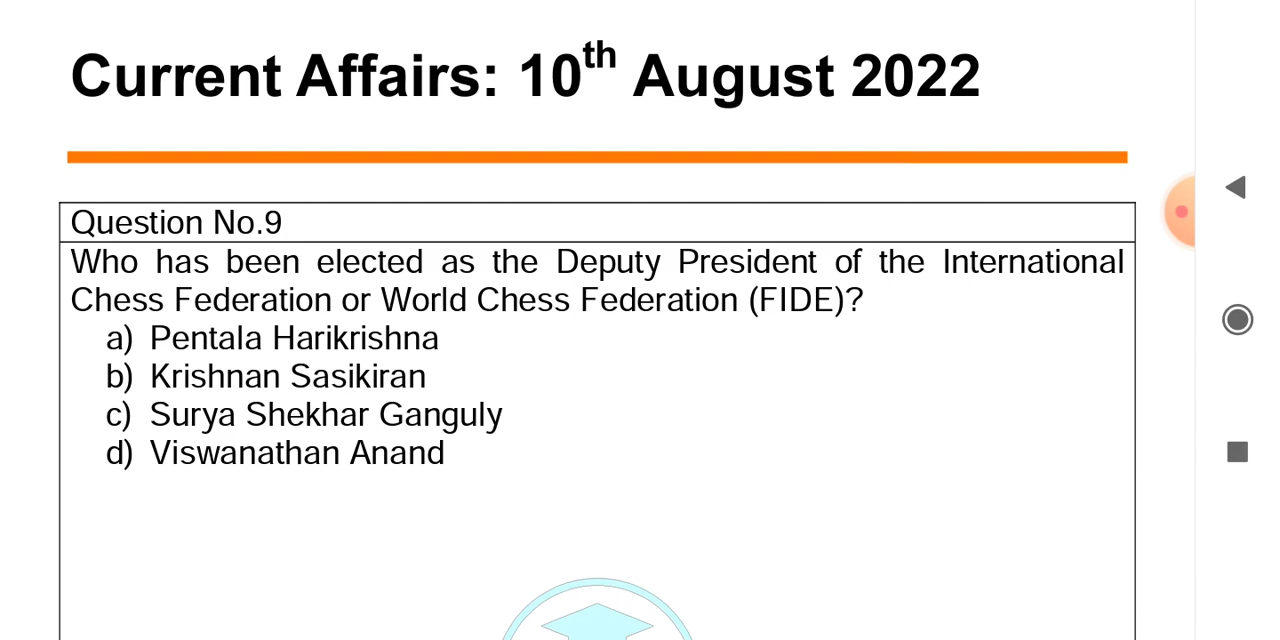 Current Affairs: 10th August 2022
Question No.9
Who has been elected as the Deputy President of the International
Chess Federation or World Chess Federation (FIDE)?
a) Pentala Harikrishna
b) Krishnan Sasikiran
c) Surya Shekhar Ganguly
d) Viswanathan Anand